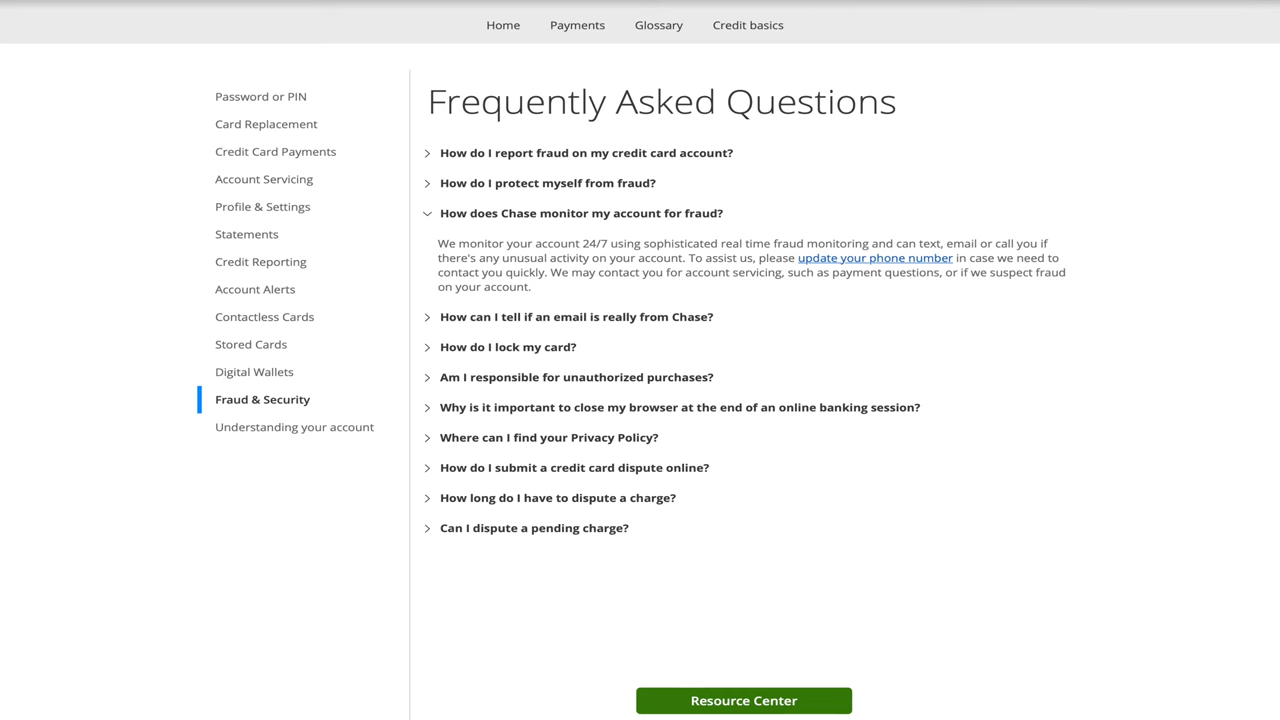 Home Payments Glossary Credit basics
Password or PIN
Card Replacement
Credit Card Payments
Account Servicing
Profile & Settings
Statements
Credit Reporting
Account Alerts
Contactless Cards
Stored Cards
Digital Wallets
Fraud & Security
Understanding your account
Frequently Asked Questions
How do I report fraud on my credit card account?
How do I protect myself from fraud?
How does Chase monitor my account for fraud?
We monitor your account 24/7 using sophisticated real time fraud monitoring and can text, email or call you if
there's any unusual activity on your account. To assist us, please update your phone number in case we need to
contact you quickly. We may contact you for account servicing, such as payment questions, or if we suspect fraud
on your account.
How can I tell if an email is really from Chase?
How do I lock my card?
Am I responsible for unauthorized purchases?
Why is it important to close my browser at the end of an online banking session?
Where can I find your Privacy Policy?
How do I submit a credit card dispute online?
How long do I have to dispute a charge?
Can I dispute a pending charge?
Resource Center